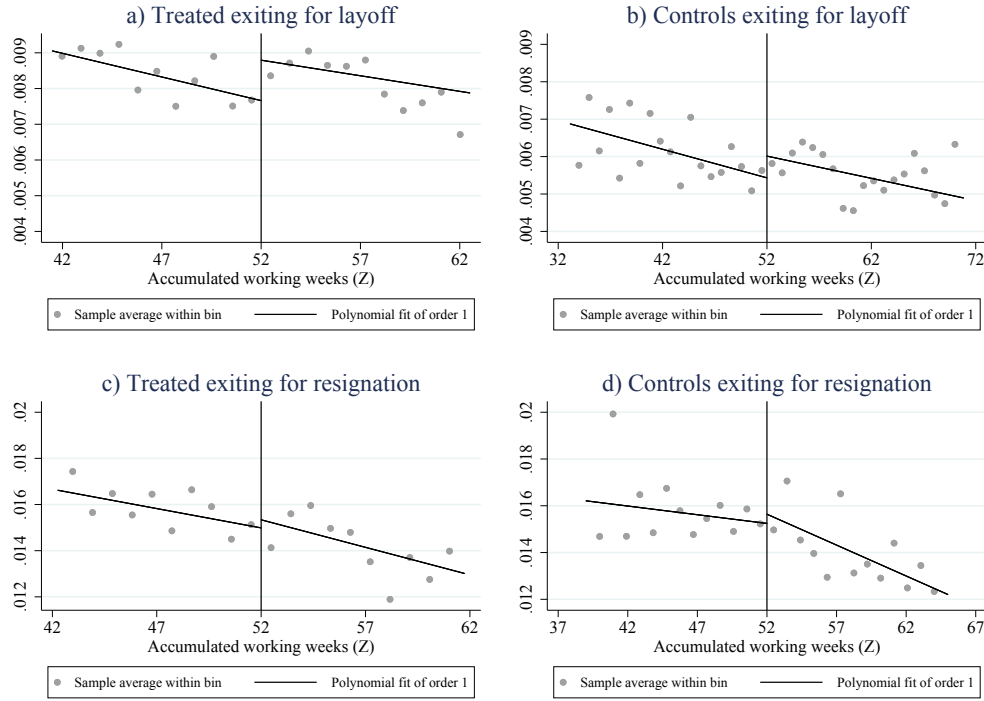 a) Treated exiting for layoff
.004 .005 .006 .007 .008 .009
42 47 52 57 62
Accumulated working weeks (Z)
Sample average within bin Polynomial fit of order 1
b) Controls exiting for layoff
.004 .005 .006 .007 .008 .009
32 42 52 62 72
Accumulated working weeks (Z)
Sample average within bin Polynomial fit of order 1
c) Treated exiting for resignation
.012 .014 .016 .018 .02
42 47 52 57 62
Accumulated working weeks (Z)
Sample average within bin Polynomial fit of order 1
d) Controls exiting for resignation
.012 .014 .016 .018 .02
37 42 47 52 57 62 67
Accumulated working weeks (Z)
Sample average within bin Polynomial fit of order 1